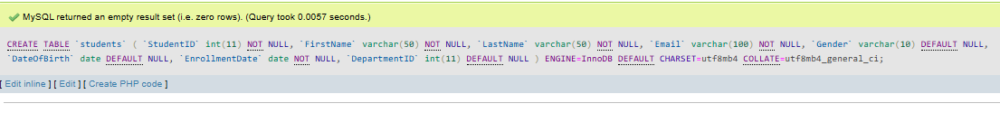 MySQL returned an empty result set (i.e. zero rows). (Query took 0.0057 seconds.)
CREATE TABLE `students` ( `StudentID` int(11) NOT NULL, `FirstName` varchar(50) NOT NULL, `LastName` varchar(50) NOT NULL, `Email` varchar(100) NOT NULL, `Gender` varchar(10) DEFAULT NULL,
`DateOfBirth` date DEFAULT NULL, `EnrollmentDate` date NOT NULL, `DepartmentID` int(11) DEFAULT NULL ) ENGINE=InnoDB DEFAULT CHARSET=utf8mb4 COLLATE=utf8mb4_general_ci;
[ Edit inline ] [ Edit ] [ Create PHP code ]